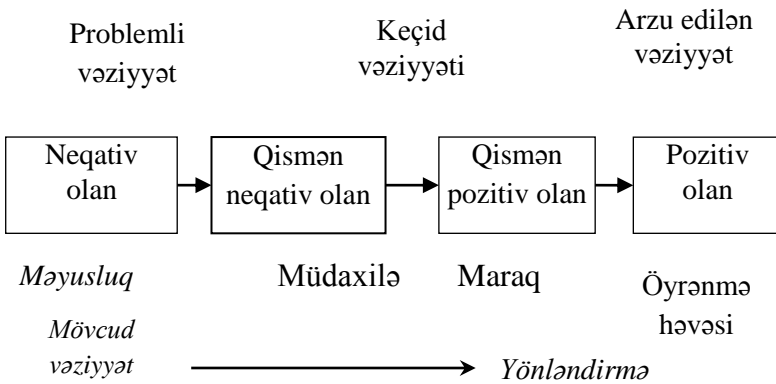 Problemli
vəziyyət
Keçid
vəziyyəti
Arzu edilən
vəziyyət
Neqativ
olan
Qismən
neqativ olan
Qismən
pozitiv olan
Pozitiv
olan
Məyusluq
Müdaxilə
Maraq
Öyrənmə
həvəsi
Mövcud
vəziyyət
Yönləndirmə